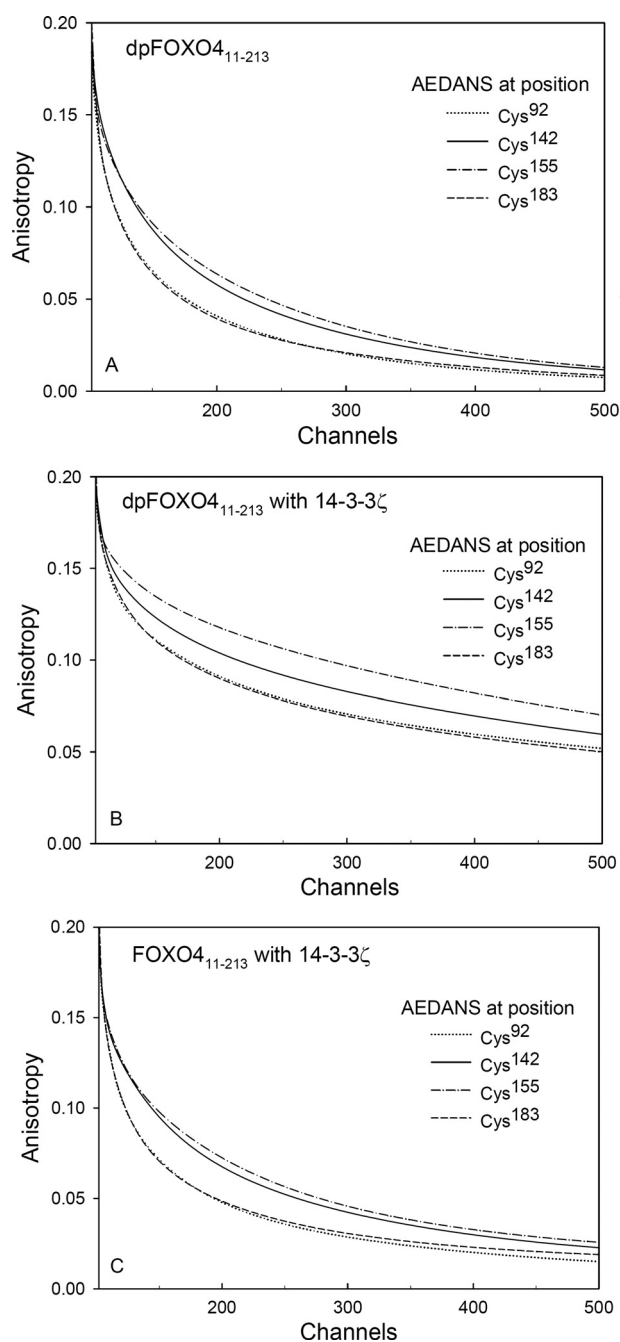 dpFOXO4₁₁₋₂₁₃
AEDANS at position
Cys⁹²
Cys¹⁴²
Cys¹⁵⁵
Cys¹⁸³
Anisotropy
0.20
0.15
0.10
0.05
0.00
A
200
300
400
500
Channels
dpFOXO4₁₁₋₂₁₃ with 14-3-3ζ
AEDANS at position
Cys⁹²
Cys¹⁴²
Cys¹⁵⁵
Cys¹⁸³
Anisotropy
0.20
0.15
0.10
0.05
0.00
B
200
300
400
500
Channels
FOXO4₁₁₋₂₁₃ with 14-3-3ζ
AEDANS at position
Cys⁹²
Cys¹⁴²
Cys¹⁵⁵
Cys¹⁸³
Anisotropy
0.20
0.15
0.10
0.05
0.00
C
200
300
400
500
Channels